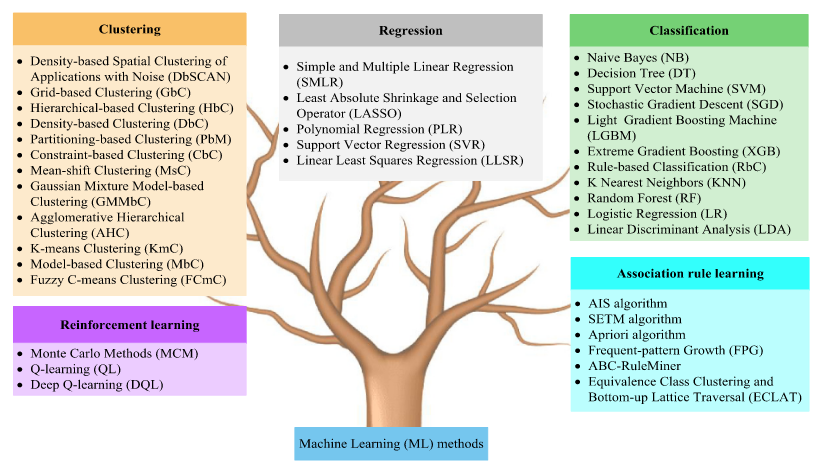 Clustering
• Density-based Spatial Clustering of
Applications with Noise (DbSCAN)
• Grid-based Clustering (GbC)
• Hierarchical-based Clustering (HbC)
• Density-based Clustering (DbC)
• Partitioning-based Clustering (PbM)
• Constraint-based Clustering (CbC)
• Mean-shift Clustering (MsC)
• Gaussian Mixture Model-based
Clustering (GMMbC)
• Agglomerative Hierarchical
Clustering (AHC)
• K-means Clustering (KmC)
• Model-based Clustering (MbC)
• Fuzzy C-means Clustering (FCmC)
Reinforcement learning
• Monte Carlo Methods (MCM)
• Q-learning (QL)
• Deep Q-learning (DQL)
Regression
• Simple and Multiple Linear Regression
(SMLR)
• Least Absolute Shrinkage and Selection
Operator (LASSO)
• Polynomial Regression (PLR)
• Support Vector Regression (SVR)
• Linear Least Squares Regression (LLSR)
Classification
• Naive Bayes (NB)
• Decision Tree (DT)
• Support Vector Machine (SVM)
• Stochastic Gradient Descent (SGD)
• Light Gradient Boosting Machine
(LGBM)
• Extreme Gradient Boosting (XGB)
• Rule-based Classification (RbC)
• K Nearest Neighbors (KNN)
• Random Forest (RF)
• Logistic Regression (LR)
• Linear Discriminant Analysis (LDA)
Association rule learning
• AIS algorithm
• SETM algorithm
• Apriori algorithm
• Frequent-pattern Growth (FPG)
• ABC-RuleMiner
• Equivalence Class Clustering and
Bottom-up Lattice Traversal (ECLAT)
Machine Learning (ML) methods